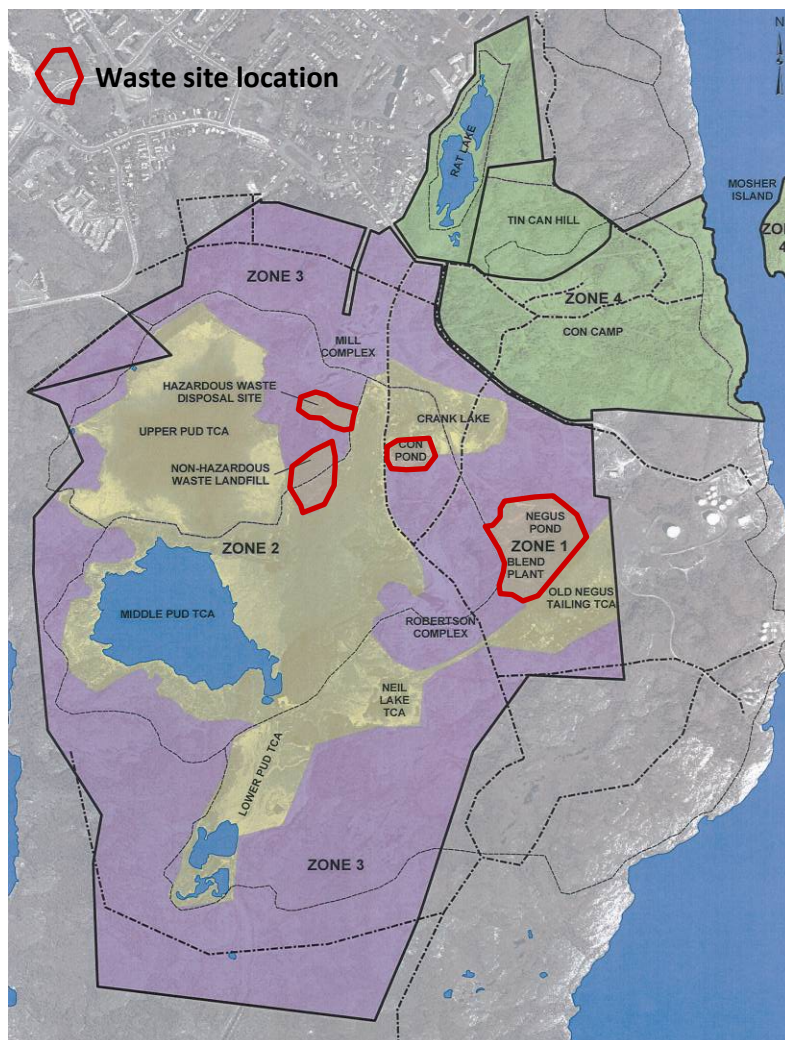 Waste site location
N
RAT LAKE
MOSHER
ISLAND
TIN CAN HILL
ZONE 3
ZONE 4
CON CAMP
MILL
COMPLEX
HAZARDOUS WASTE
DISPOSAL SITE
CRANK LAKE
UPPER PUD TCA
CON
POND
NON-HAZARDOUS
WASTE LANDFILL
NEGUS
POND
ZONE 2
ZONE 1
BLEND
PLANT
OLD NEGUS
TAILING TCA
MIDDLE PUD TCA
ROBERTSON
COMPLEX
NEIL
LAKE
TCA
LOWER PUD TCA
ZONE 3
4